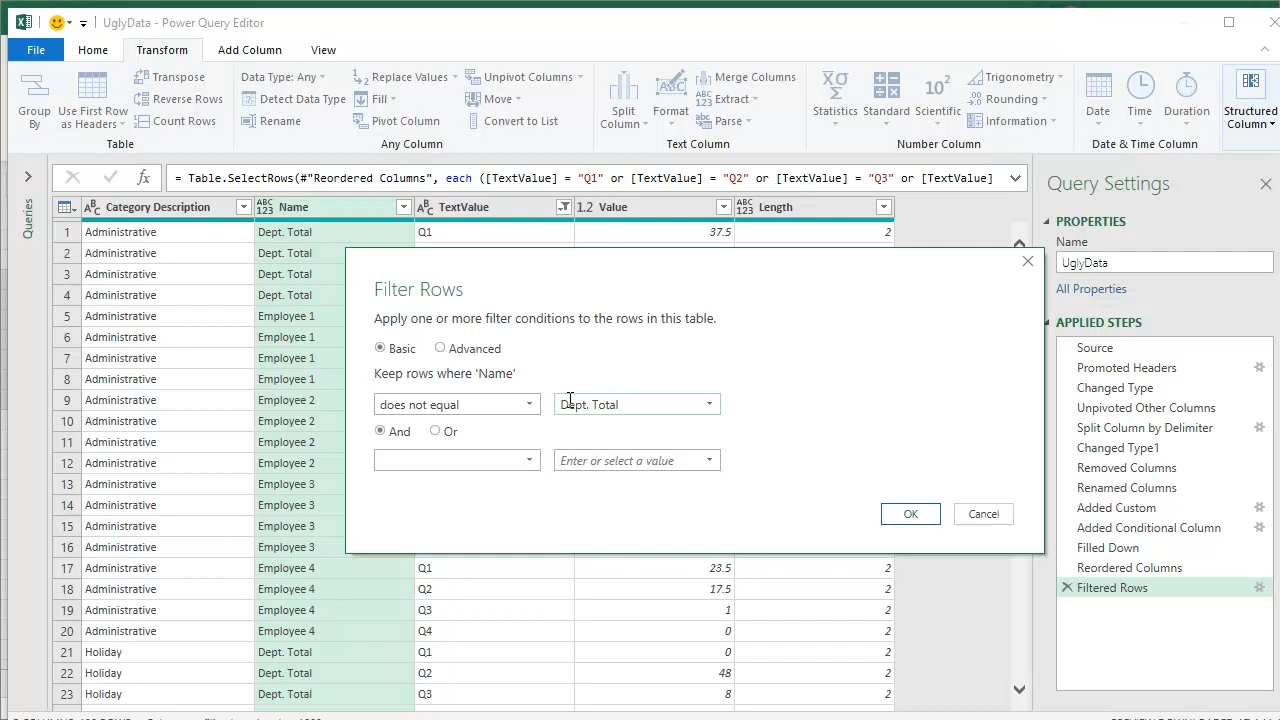 UglyData - Power Query Editor
File Home Transform Add Column View
Group By
Use First Row as Headers
Transpose
Reverse Rows
Count Rows
Table
Data Type: Any
Detect Data Type
Rename
Replace Values
Fill
Pivot Column
Unpivot Columns
Move
Convert to List
Any Column
Split Column
Format
ABC
123
Merge Columns
Extract
Parse
Text Column
Statistics
Standard
10²
Scientific
Trigonometry
Rounding
Information
Number Column
Date
Time
Duration
Date & Time Column
Structured Column
fx = Table.SelectRows(#"Reordered Columns", each ([TextValue] = "Q1" or [TextValue] = "Q2" or [TextValue] = "Q3" or [TextValue]
Queries
Category Description ABC 123 Name TextValue 1.2 Value ABC 123 Length
1 Administrative Dept. Total Q1 37.5 2
2 Administrative Dept. Total
3 Administrative Dept. Total
4 Administrative Dept. Total
5 Administrative Employee 1
6 Administrative Employee 1
7 Administrative Employee 1
8 Administrative Employee 1
9 Administrative Employee 2
10 Administrative Employee 2
11 Administrative Employee 2
12 Administrative Employee 2
13 Administrative Employee 3
14 Administrative Employee 3
15 Administrative Employee 3
16 Administrative Employee 3
17 Administrative Employee 4 Q1 23.5 2
18 Administrative Employee 4 Q2 17.5 2
19 Administrative Employee 4 Q3 1 2
20 Administrative Employee 4 Q4 0 2
21 Holiday Dept. Total Q1 0 2
22 Holiday Dept. Total Q2 48 2
23 Holiday Dept. Total Q3 8 2
Filter Rows
Apply one or more filter conditions to the rows in this table.
Basic Advanced
Keep rows where 'Name'
does not equal Dept. Total
And Or
Enter or select a value
OK Cancel
Query Settings
PROPERTIES
Name
UglyData
All Properties
APPLIED STEPS
Source
Promoted Headers
Changed Type
Unpivoted Other Columns
Split Column by Delimiter
Changed Type1
Removed Columns
Renamed Columns
Added Custom
Added Conditional Column
Filled Down
Reordered Columns
Filtered Rows